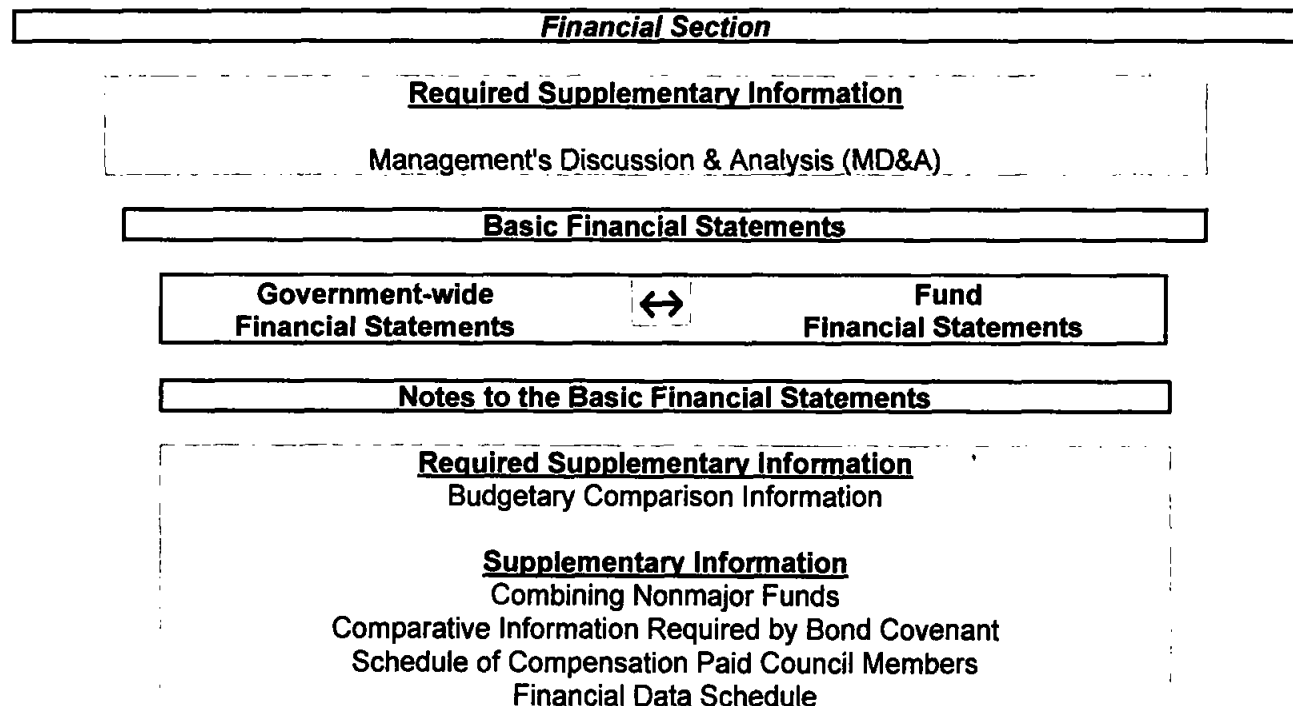 Financial Section
Required Supplementary Information
Management's Discussion & Analysis (MD&A)
Basic Financial Statements
Government-wide ↔ Fund
Financial Statements Financial Statements
Notes to the Basic Financial Statements
Required Supplementary Information
Budgetary Comparison Information
Supplementary Information
Combining Nonmajor Funds
Comparative Information Required by Bond Covenant
Schedule of Compensation Paid Council Members
Financial Data Schedule